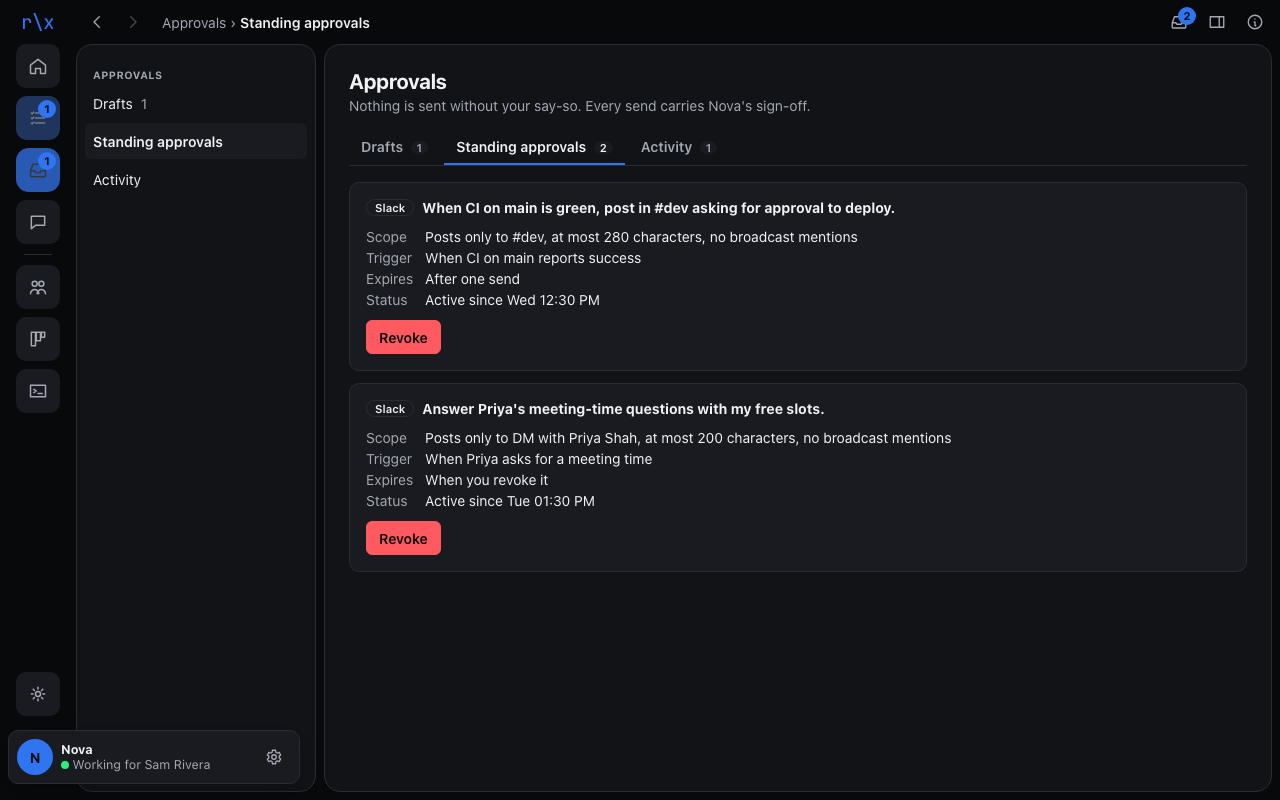 r\x
Approvals › Standing approvals
2
1
1
APPROVALS
Drafts 1
Standing approvals
Activity
Approvals
Nothing is sent without your say-so. Every send carries Nova's sign-off.
Drafts 1 Standing approvals 2 Activity 1
Slack When CI on main is green, post in #dev asking for approval to deploy.
Scope Posts only to #dev, at most 280 characters, no broadcast mentions
Trigger When CI on main reports success
Expires After one send
Status Active since Wed 12:30 PM
Revoke
Slack Answer Priya's meeting-time questions with my free slots.
Scope Posts only to DM with Priya Shah, at most 200 characters, no broadcast mentions
Trigger When Priya asks for a meeting time
Expires When you revoke it
Status Active since Tue 01:30 PM
Revoke
N
Nova
Working for Sam Rivera